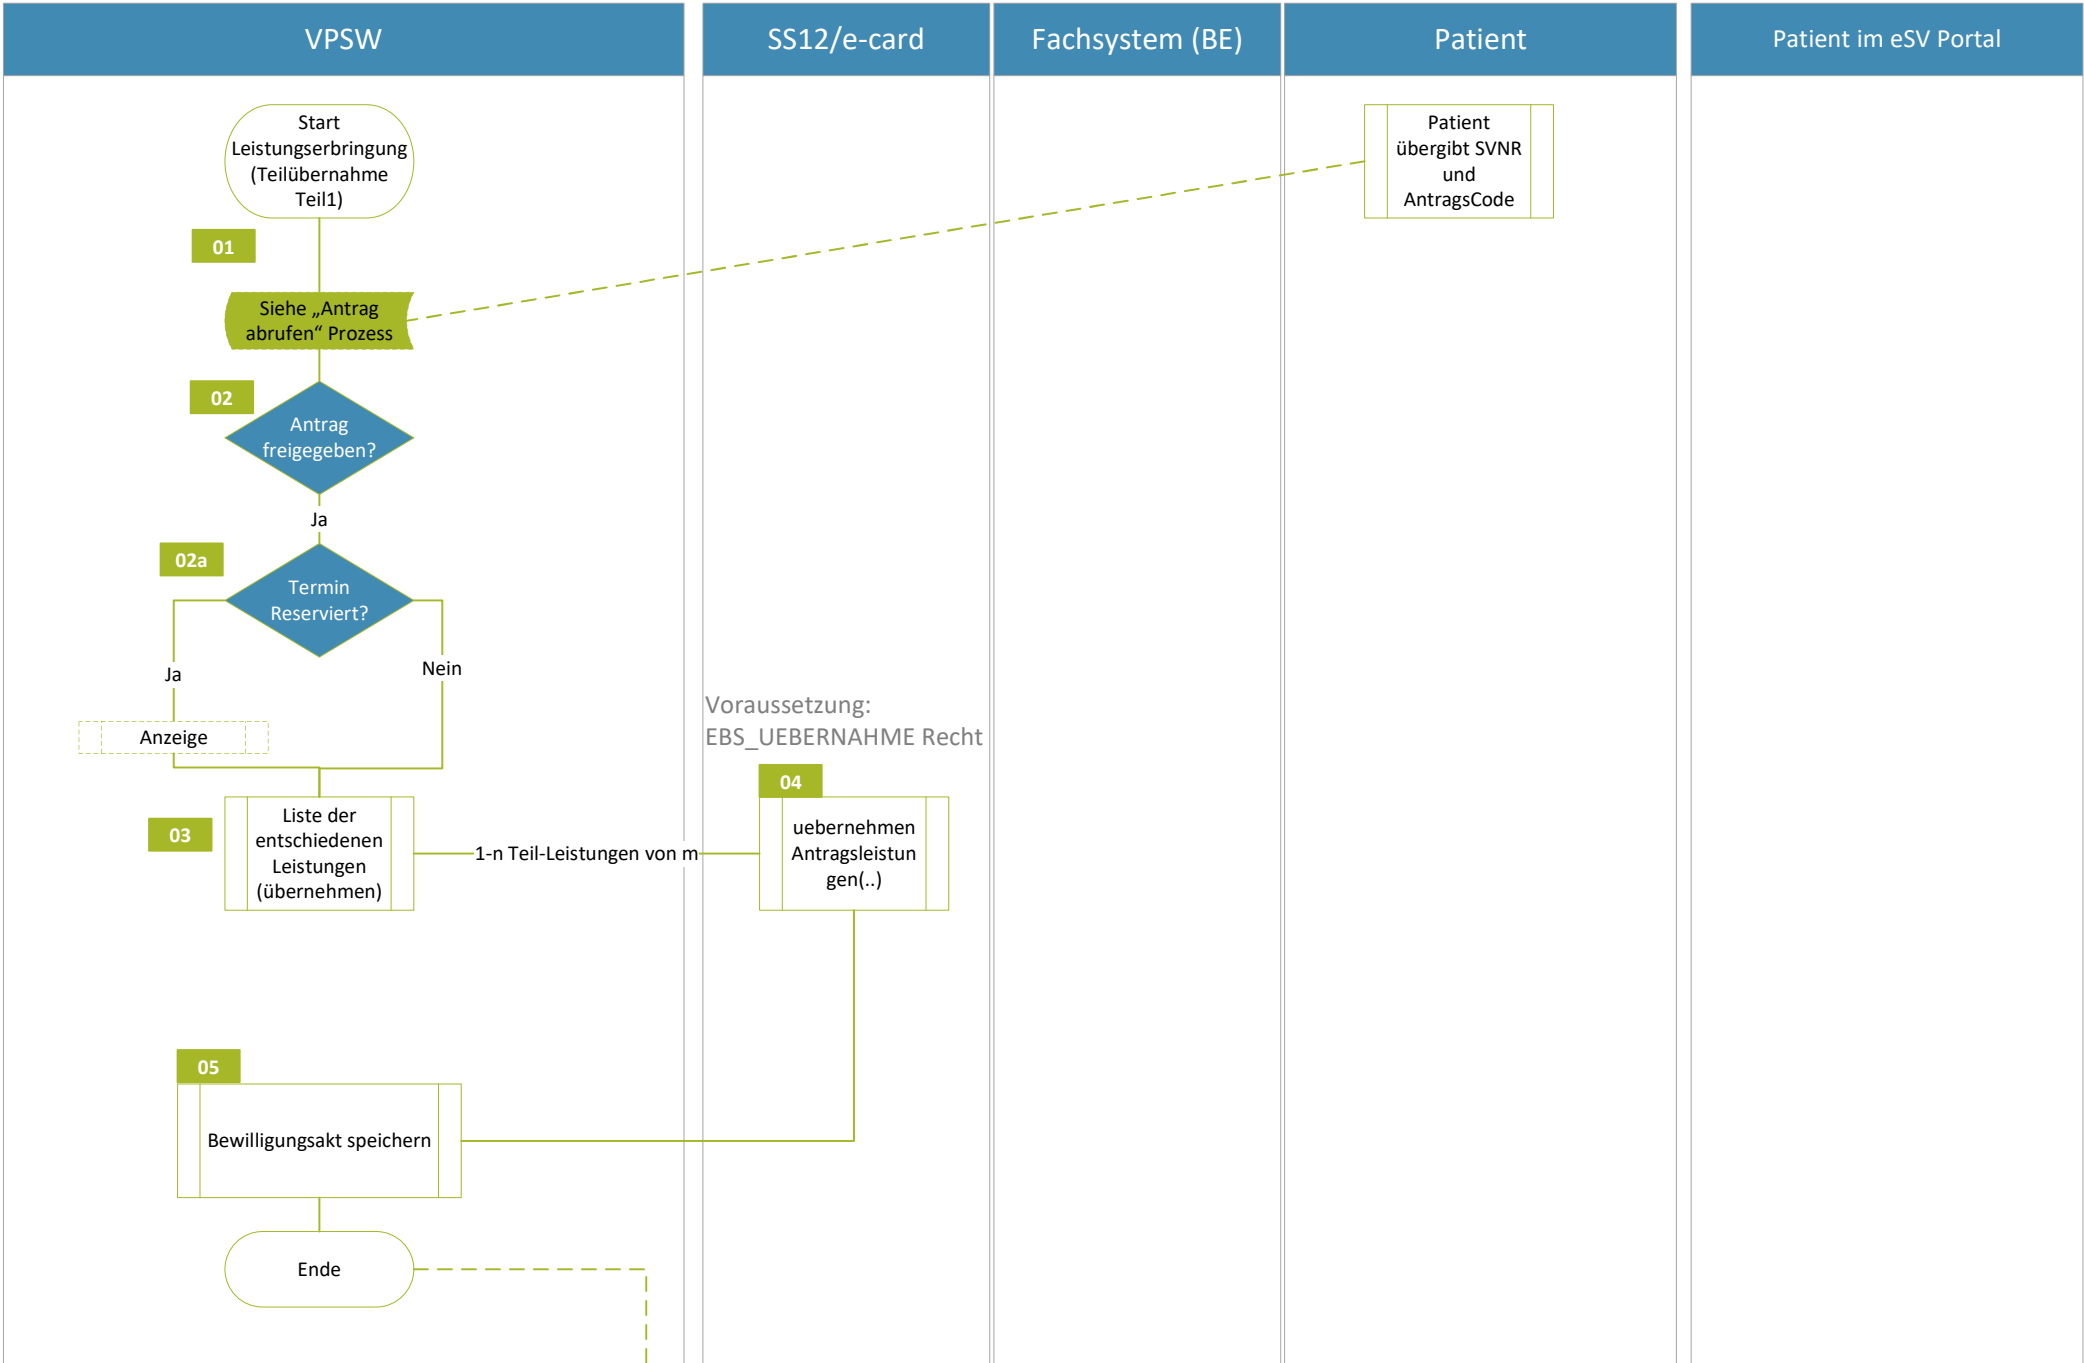 VPSW
SS12/e-card
Fachsystem (BE)
Patient
Patient im eSV Portal
Start
Leistungserbringung
(Teilübernahme
Teil1)
Patient
übergibt SVNR
und
AntragsCode
01
Siehe „Antrag
abrufen“ Prozess
02
Antrag
freigegeben?
Ja
02a
Termin
Reserviert?
Ja
Nein
Anzeige
Voraussetzung:
EBS_UEBERNAHME Recht
03
Liste der
entschiedenen
Leistungen
(übernehmen)
1-n Teil-Leistungen von m
04
uebernehmen
Antragsleistun
gen(..)
05
Bewilligungsakt speichern
Ende